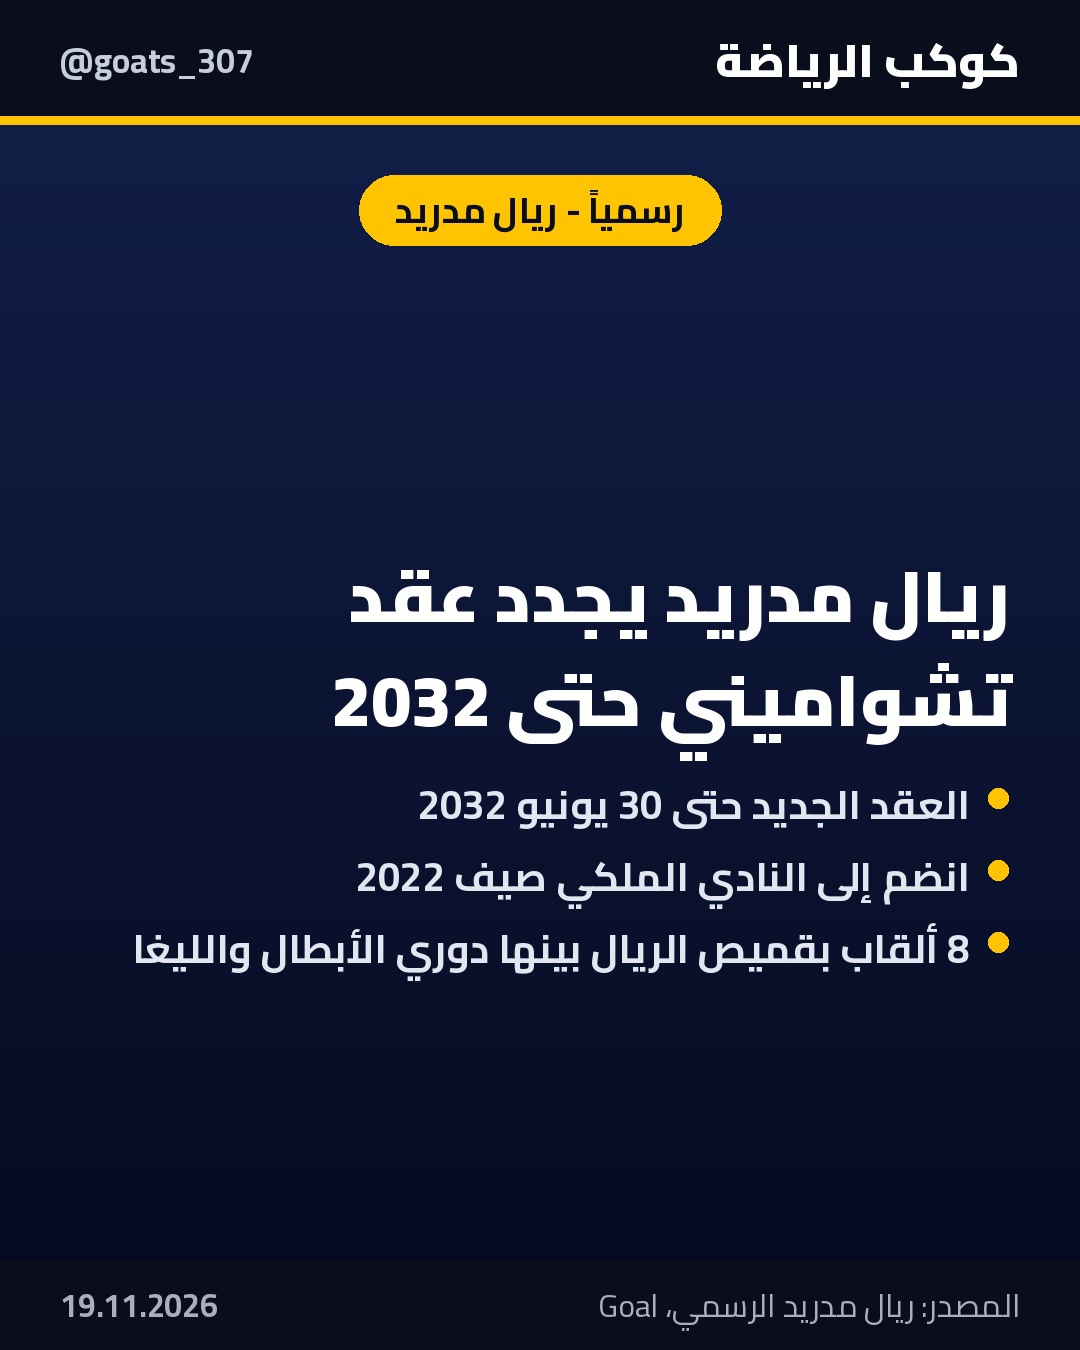 كوكب الرياضة
@goats_307
رسمياً - ريال مدريد
ريال مدريد يجدد عقد
تشواميني حتى 2032
العقد الجديد حتى 30 يونيو 2032
انضم إلى النادي الملكي صيف 2022
8 ألقاب بقميص الريال بينها دوري الأبطال والليغا
المصدر: ريال مدريد الرسمي، Goal
19.11.2026